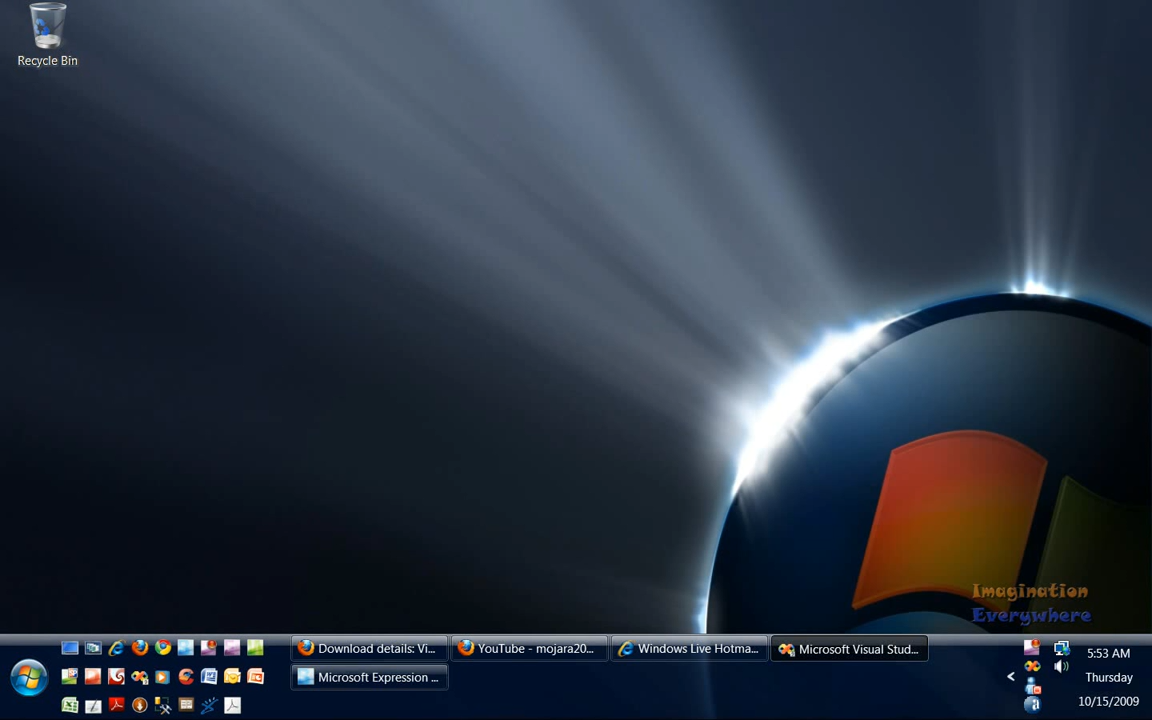 Recycle Bin
Imagination
Everywhere
Download details: Vi...
YouTube - mojara20...
Windows Live Hotma...
Microsoft Visual Stud...
Microsoft Expression ...
5:53 AM
Thursday
10/15/2009